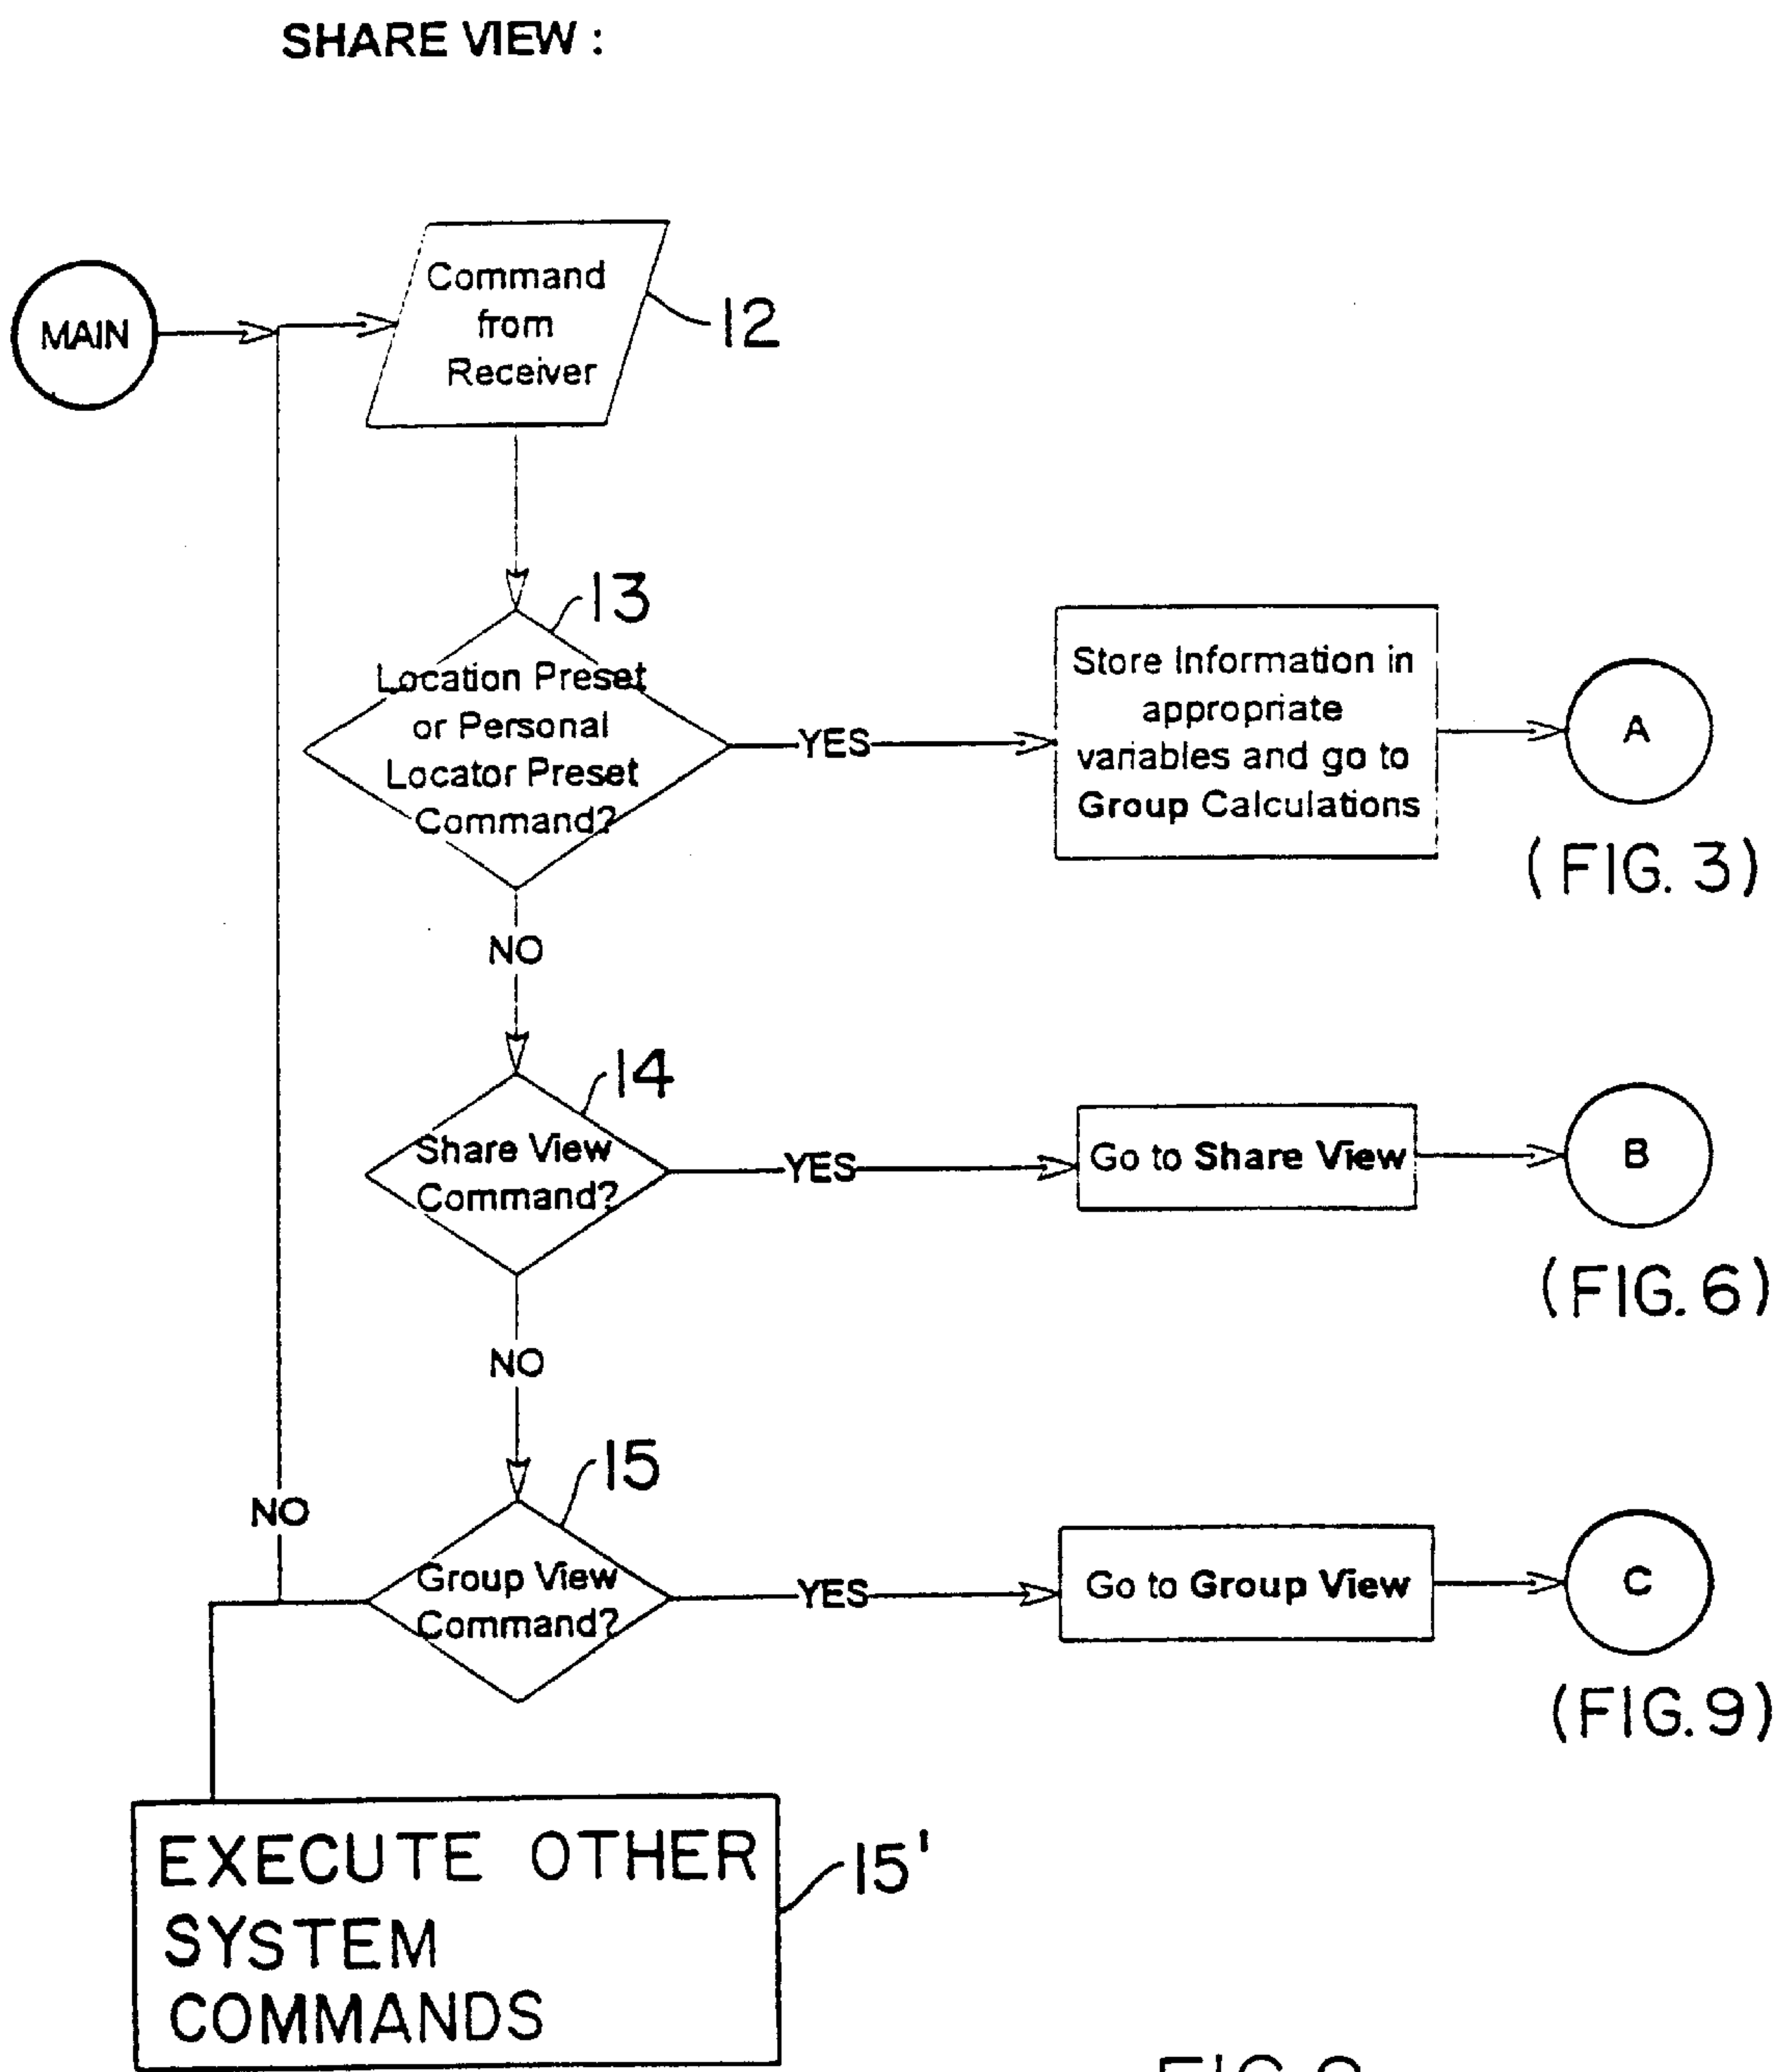 SHARE VIEW :
MAIN
Command
from
Receiver
12
13
Location Preset
or Personal
Locator Preset
Command?
YES
Store Information in
appropriate
variables and go to
Group Calculations
A
(FIG. 3)
NO
14
Share View
Command?
YES
Go to Share View
B
(FIG. 6)
NO
15
NO
Group View
Command?
YES
Go to Group View
C
(FIG. 9)
EXECUTE OTHER
SYSTEM
COMMANDS
15'